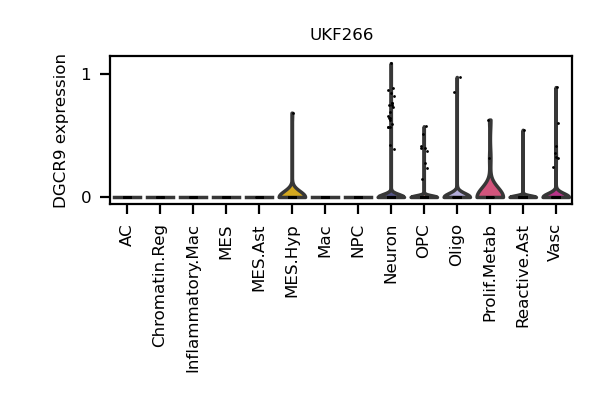 UKF266
DGCR9 expression
1
0
AC
Chromatin.Reg
Inflammatory.Mac
MES
MES.Ast
MES.Hyp
Mac
NPC
Neuron
OPC
Oligo
Prolif.Metab
Reactive.Ast
Vasc